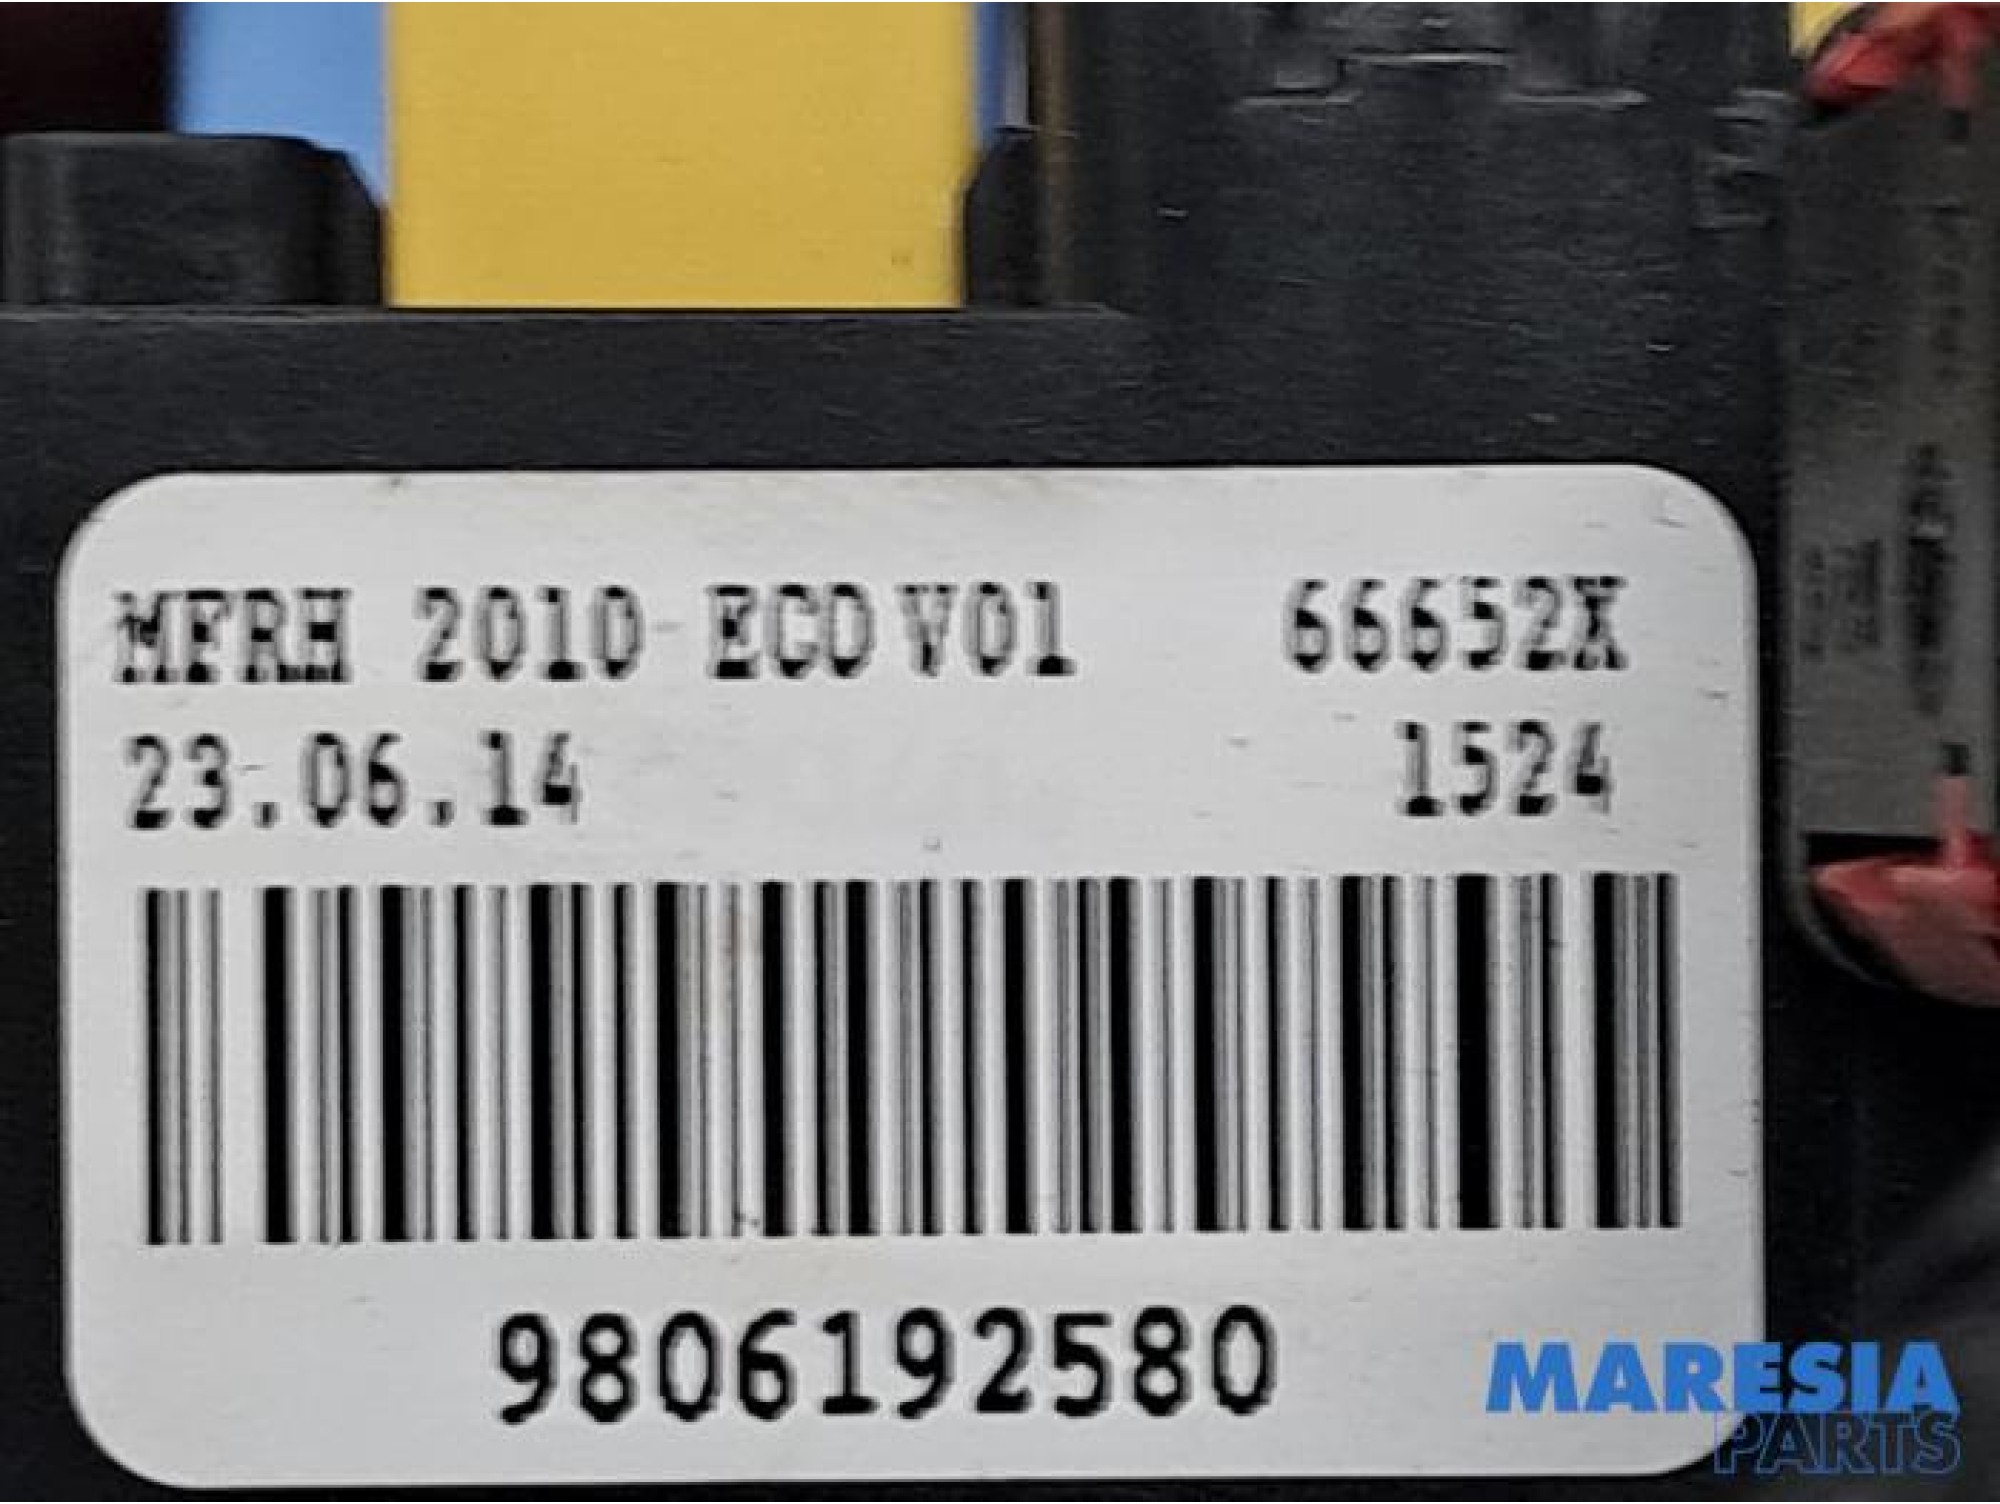 MFRH 2010 ECO V01 66652X
23.06.14 1524
9806192580
MARESIA
PARTS